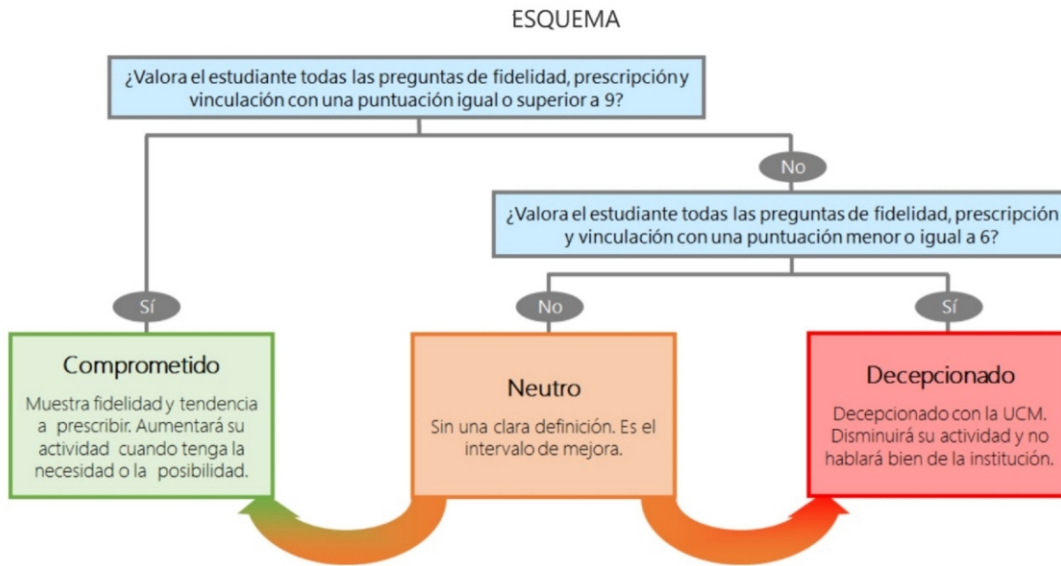 ESQUEMA
¿Valora el estudiante todas las preguntas de fidelidad, prescripción y
vinculación con una puntuación igual o superior a 9?
No
¿Valora el estudiante todas las preguntas de fidelidad, prescripción
y vinculación con una puntuación menor o igual a 6?
Sí
No
Sí
Comprometido
Muestra fidelidad y tendencia
a prescribir. Aumentará su
actividad cuando tenga la
necesidad o la posibilidad.
Neutro
Sin una clara definición. Es el
intervalo de mejora.
Decepcionado
Decepcionado con la UCM.
Disminuirá su actividad y no
hablará bien de la institución.